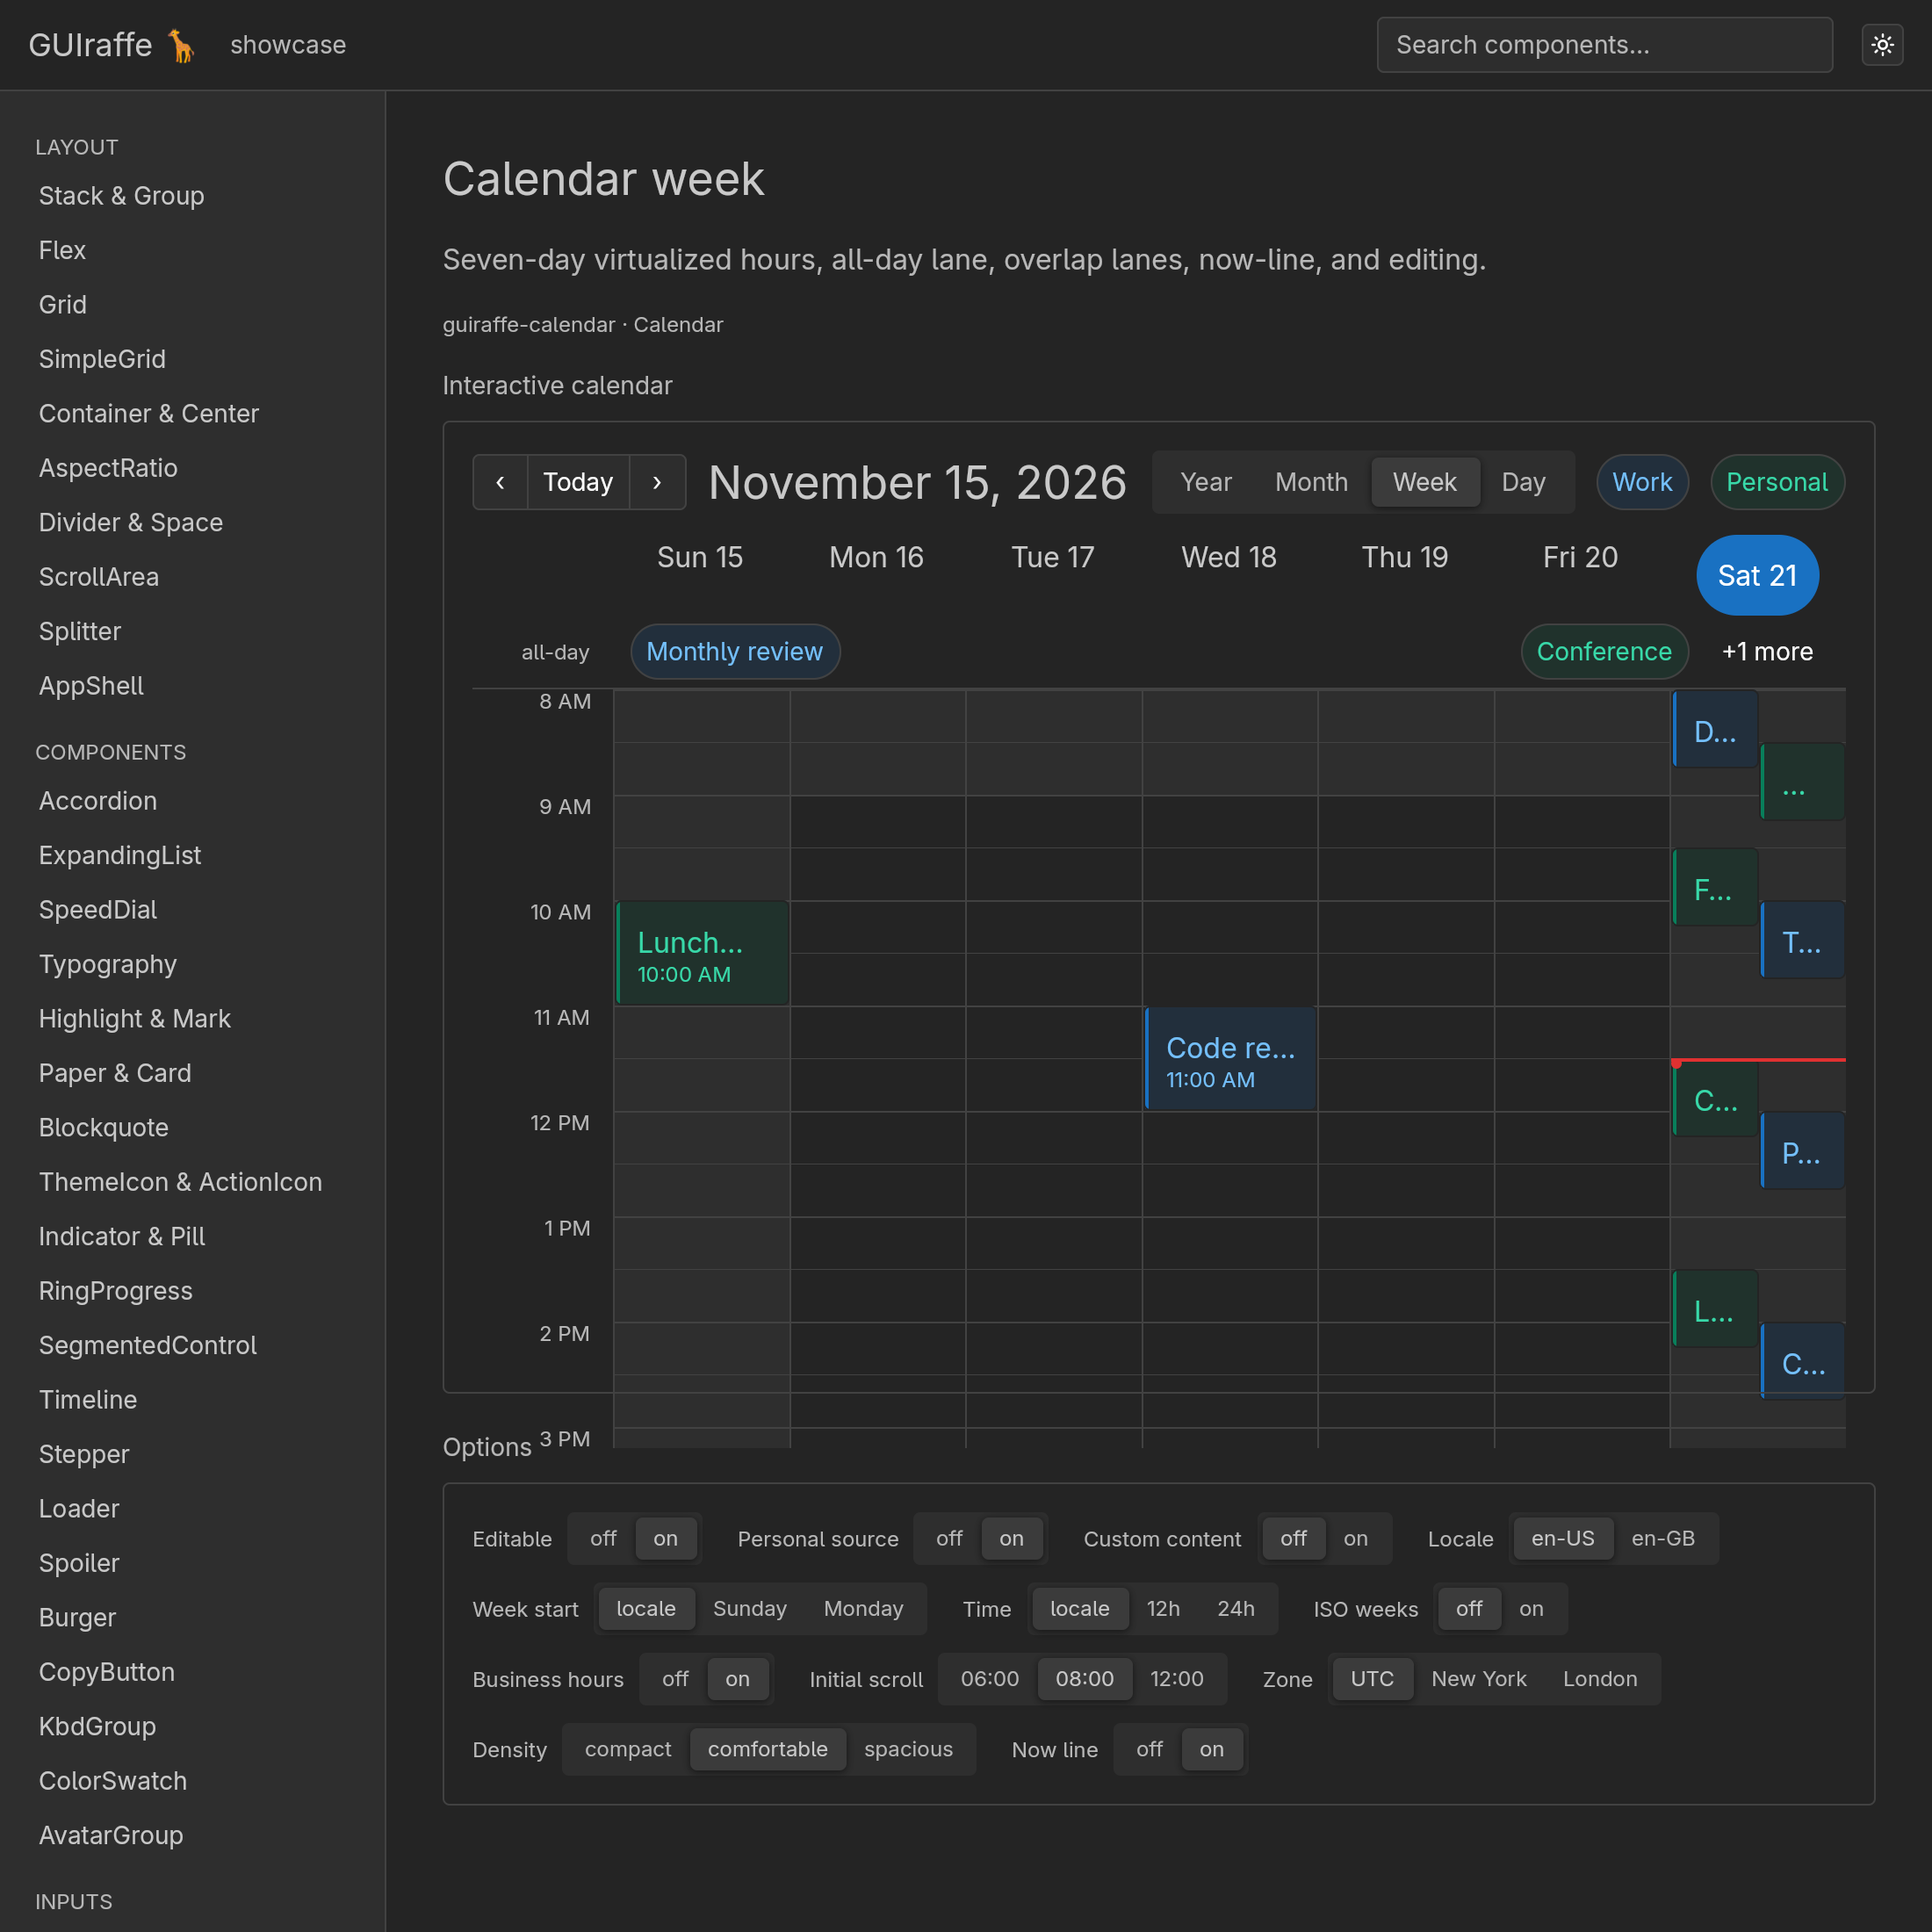 GUIraffe 🦒 showcase
Search components...
LAYOUT
Stack & Group
Flex
Grid
SimpleGrid
Container & Center
AspectRatio
Divider & Space
ScrollArea
Splitter
AppShell
COMPONENTS
Accordion
ExpandingList
SpeedDial
Typography
Highlight & Mark
Paper & Card
Blockquote
ThemeIcon & ActionIcon
Indicator & Pill
RingProgress
SegmentedControl
Timeline
Stepper
Loader
Spoiler
Burger
CopyButton
KbdGroup
ColorSwatch
AvatarGroup
INPUTS
Calendar week
Seven-day virtualized hours, all-day lane, overlap lanes, now-line, and editing.
guiraffe-calendar · Calendar
Interactive calendar
‹ Today › November 15, 2026 Year Month Week Day Work Personal
Sun 15 Mon 16 Tue 17 Wed 18 Thu 19 Fri 20 Sat 21
all-day Monthly review Conference +1 more
8 AM
D...
...
9 AM
F...
10 AM
Lunch...
10:00 AM
T...
11 AM
Code re...
11:00 AM
C...
12 PM
P...
1 PM
L...
2 PM
C...
3 PM
Options
Editable off on Personal source off on Custom content off on Locale en-US en-GB
Week start locale Sunday Monday Time locale 12h 24h ISO weeks off on
Business hours off on Initial scroll 06:00 08:00 12:00 Zone UTC New York London
Density compact comfortable spacious Now line off on